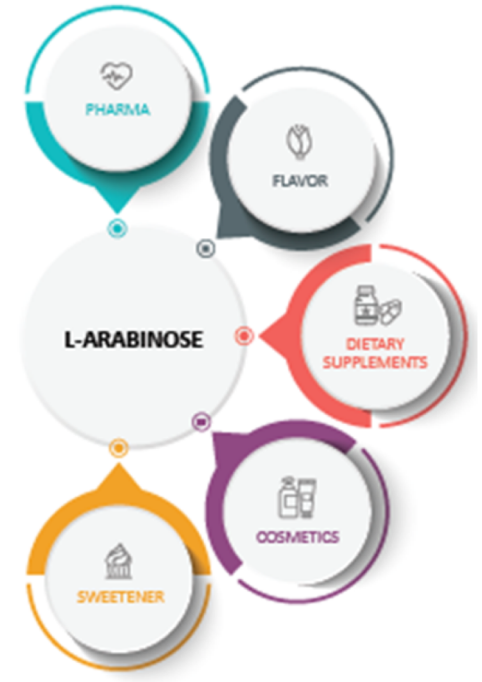 PHARMA
FLAVOR
L-ARABINOSE
DIETARY
SUPPLEMENTS
COSMETICS
SWEETENER